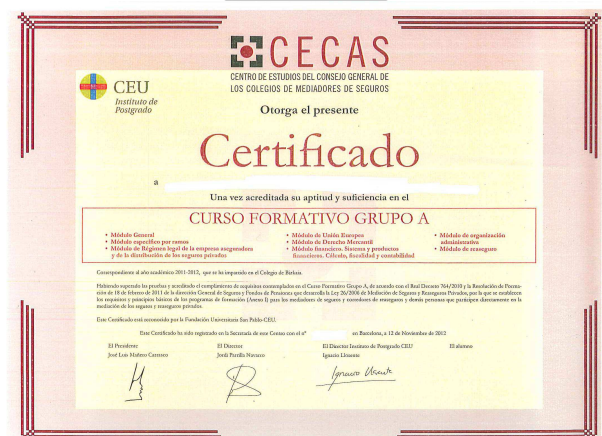 CECAS
CENTRO DE ESTUDIOS DEL CONSEJO GENERAL DE
LOS COLEGIOS DE MEDIADORES DE SEGUROS
CEU
Instituto de
Postgrado
Otorga el presente
Certificado
a
Una vez acreditada su aptitud y suficiencia en el
CURSO FORMATIVO GRUPO A
• Módulo General
• Módulo específico por ramos
• Módulo de Régimen legal de la empresa aseguradora
y de la distribución de los seguros privados
• Módulo de Unión Europea
• Módulo de Derecho Mercantil
• Módulo financiero. Sistema y productos
financieros. Cálculo, fiscalidad y contabilidad
• Módulo de organización
administrativa
• Módulo de reaseguro
Correspondiente al año académico 2011-2012, que se ha impartido en el Colegio de Bizkaia.
Habiendo superado las pruebas y acreditado el cumplimiento de requisitos contemplados en el Curso Formativo Grupo A, de acuerdo con el Real Decreto 764/2010 y la Resolución de Forma-
ción de 18 de febrero de 2011 de la dirección General de Seguros y Fondos de Pensiones que desarrolla la Ley 26/2006 de Mediación de Seguros y Reaseguros Privados, por la que se establecen
los requisitos y principios básicos de los programas de formación (Anexo I) para los mediadores de seguros y corredores de reaseguros y demás personas que participen directamente en la
mediación de los seguros y reaseguros privados.
Este Certificado está reconocido por la Fundación Universitaria San Pablo-CEU.
Este Certificado ha sido registrado en la Secretaría de este Centro con el nº en Barcelona, a 12 de Noviembre de 2012
El Presidente
José Luis Mañero Carrasco
El Director
Jordi Parrilla Navarro
El Director Instituto de Postgrado CEU
Ignacio Llorente
El alumno
Ignacio Llorente